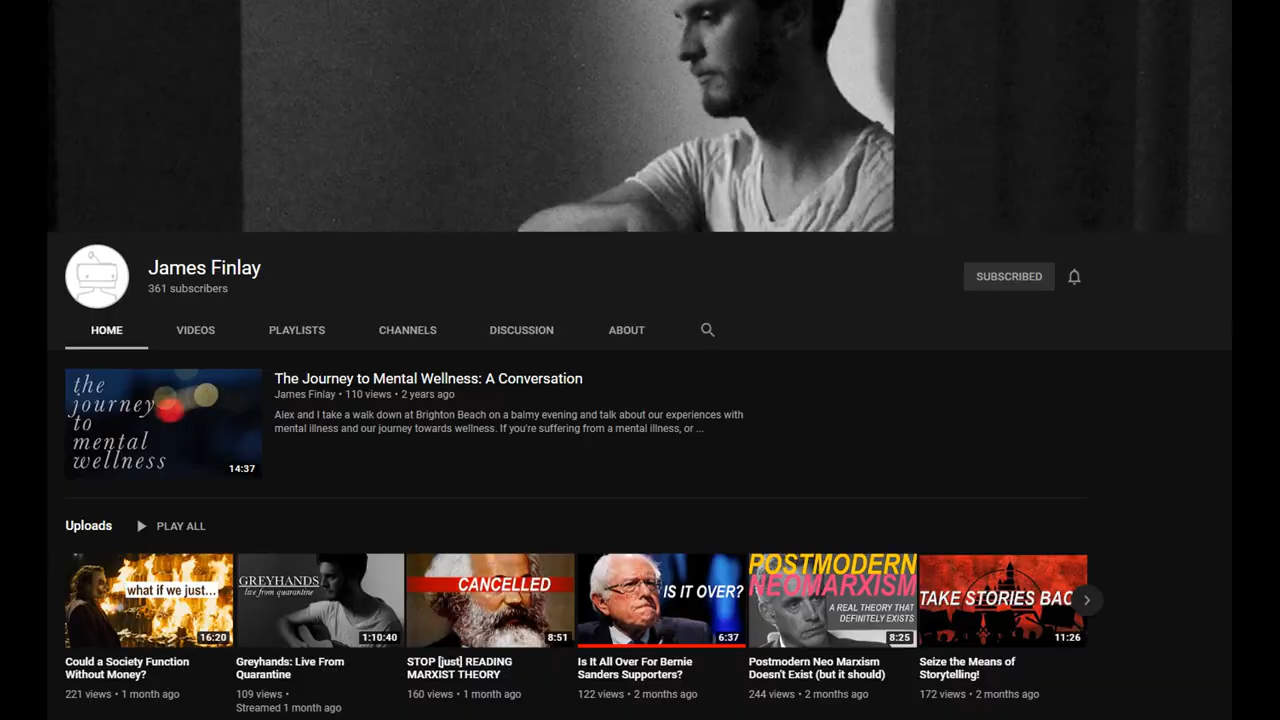 James Finlay
361 subscribers
SUBSCRIBED
HOME VIDEOS PLAYLISTS CHANNELS DISCUSSION ABOUT
the
journey
to
mental
wellness
14:37
The Journey to Mental Wellness: A Conversation
James Finlay • 110 views • 2 years ago
Alex and I take a walk down at Brighton Beach on a balmy evening and talk about our experiences with
mental illness and our journey towards wellness. If you're suffering from a mental illness, or ...
Uploads PLAY ALL
what if we just...
16:20
Could a Society Function
Without Money?
221 views • 1 month ago
GREYHANDS
live from quarantine
1:10:40
Greyhands: Live From
Quarantine
109 views •
Streamed 1 month ago
CANCELLED
8:51
STOP [just] READING
MARXIST THEORY
160 views • 1 month ago
IS IT OVER?
6:37
Is It All Over For Bernie
Sanders Supporters?
122 views • 2 months ago
POSTMODERN
NEOMARXISM
A REAL THEORY THAT
DEFINITELY EXISTS
8:25
Postmodern Neo Marxism
Doesn't Exist (but it should)
244 views • 2 months ago
TAKE STORIES BAC
11:26
Seize the Means of
Storytelling!
172 views • 2 months ago